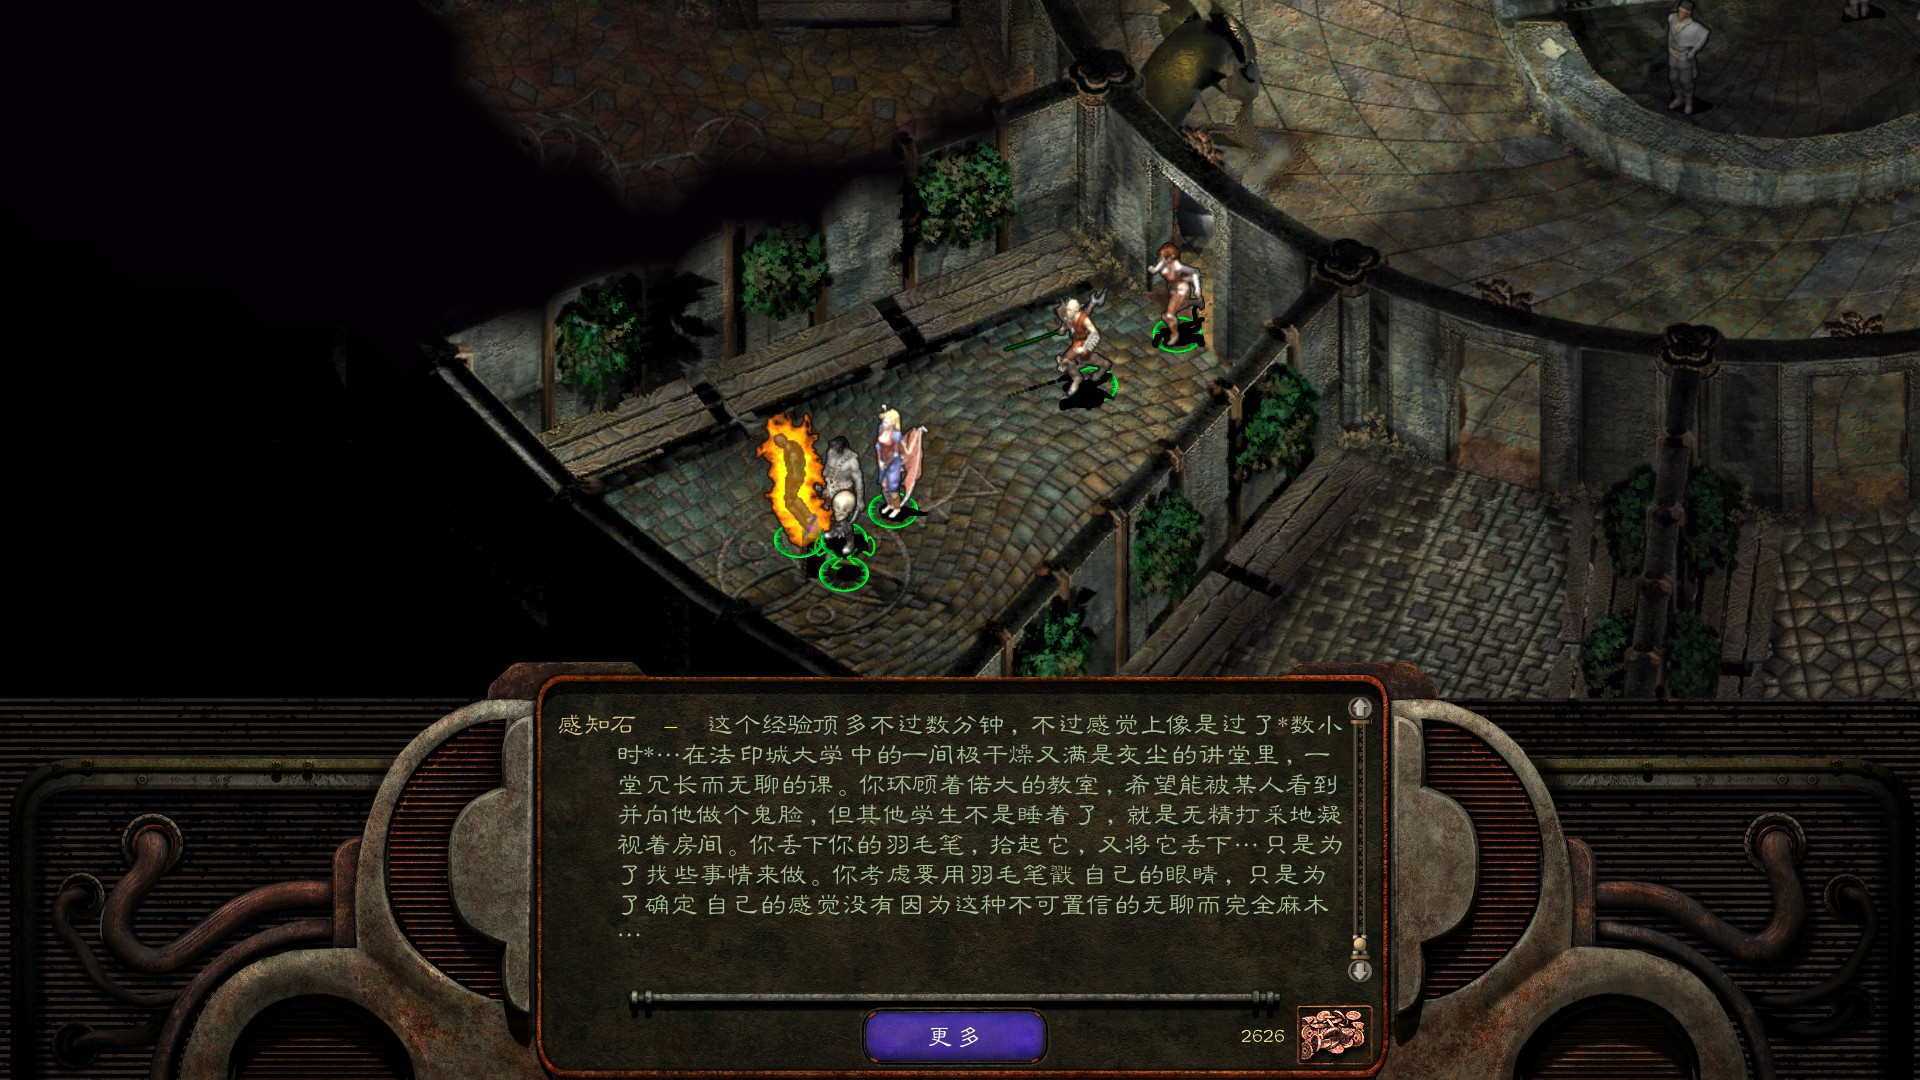 感知石 – 这个经验顶多不过数分钟，不过感觉上像是过了*数小
时*…在法印城大学中的一间极干燥又满是灰尘的讲堂里，一
堂冗长而无聊的课。你环顾着偌大的教室，希望能被某人看到
并向他做个鬼脸，但其他学生不是睡着了，就是无精打采地凝
视着房间。你丢下你的羽毛笔，拾起它，又将它丢下…只是为
了找些事情来做。你考虑要用羽毛笔戳自己的眼睛，只是为
了确定自己的感觉没有因为这种不可置信的无聊而完全麻木
…
更多
2626